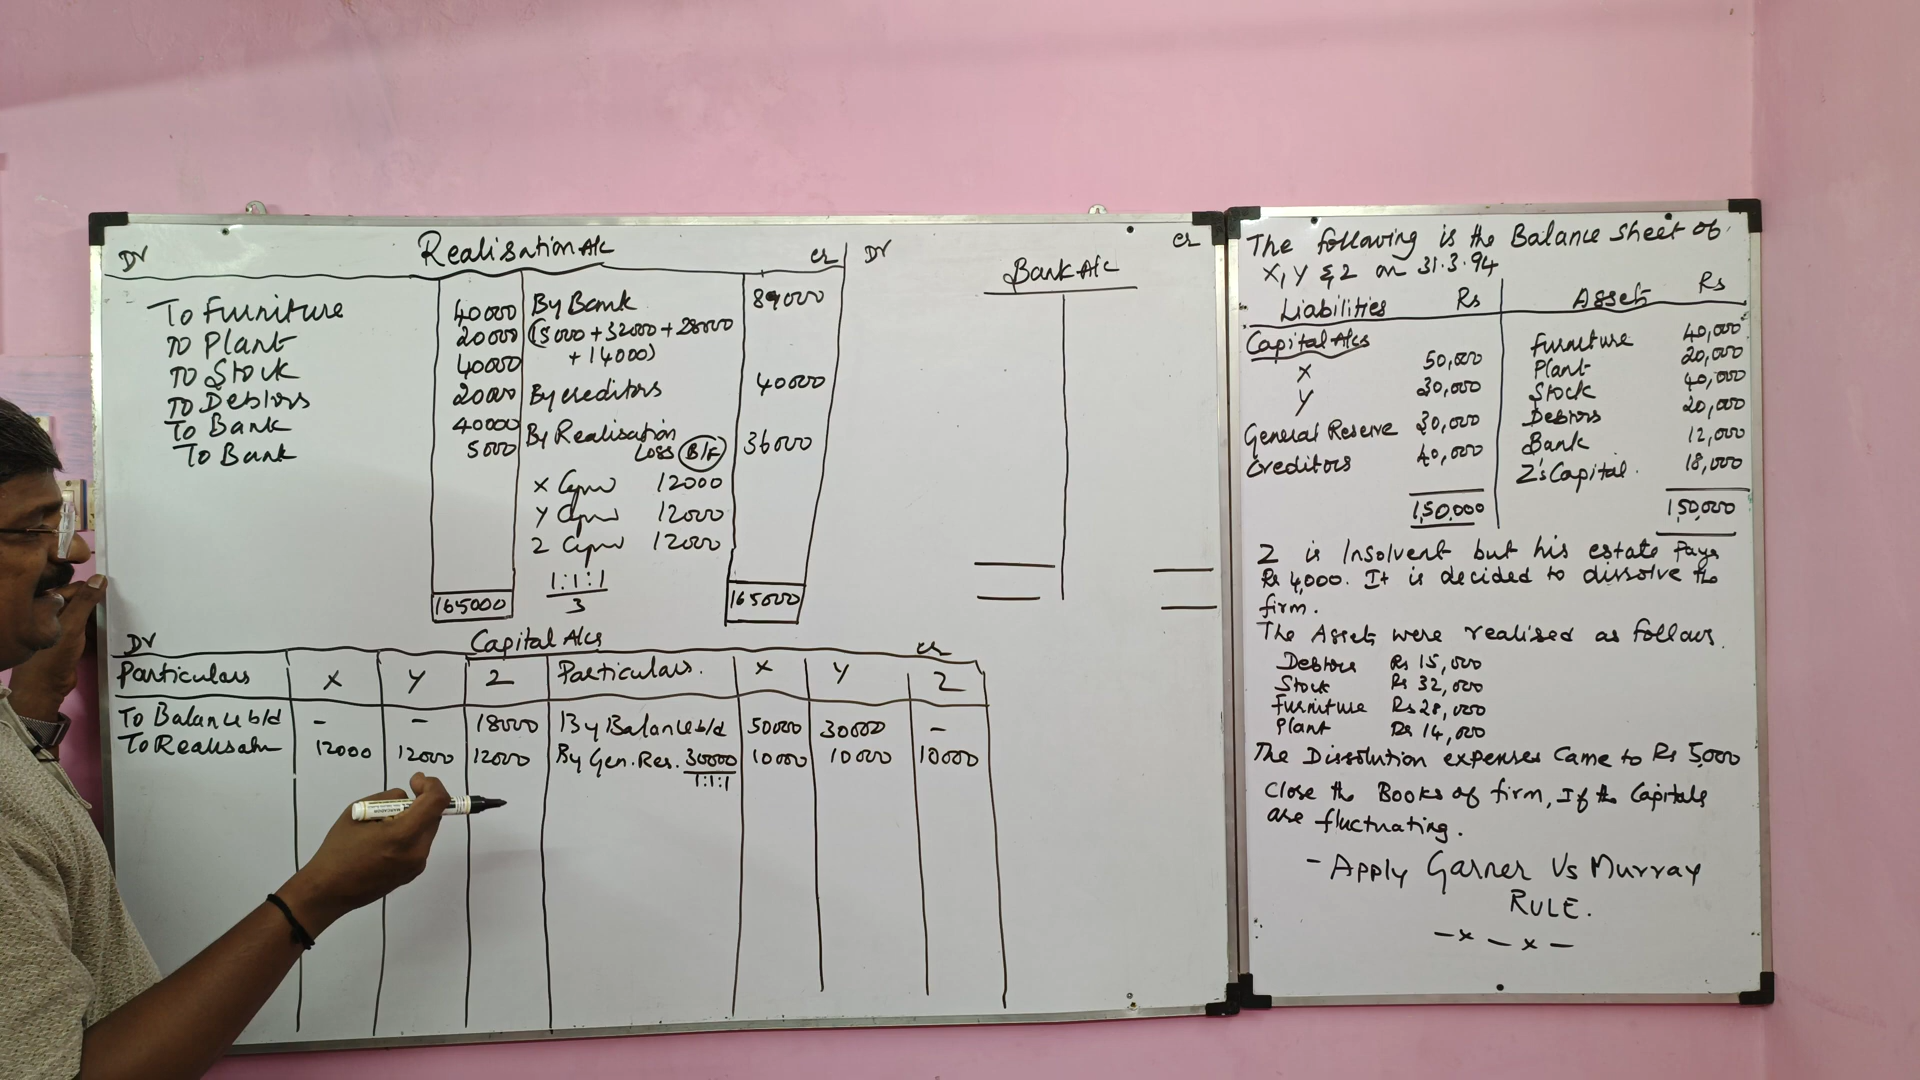 Dr Realisation A/c Cr
To Furniture 40000 By Bank 89000
To Plant 20000 (15000 + 32000 + 28000
To Stock 40000 + 14000)
To Debtors 20000 By creditors 40000
To Bank 40000 By Realisation
To Bank 5000 Loss (B/F) 36000
X 12000
Y 12000
Z 12000
1:1:1
3
165000 165000
Dr Bank A/c Cr
Dr Capital A/cs Cr
Particulars X Y Z Particulars. X Y Z
To Balance b/d - - 18000 By Balance b/d 50000 30000 -
To Realisatn 12000 12000 12000 By Gen. Res. 30000 10000 10000 10000
1:1:1
The following is the Balance Sheet of
X, Y & Z on 31.3.94
Liabilities Rs Assets Rs
Capital A/cs Furniture 40,000
X 50,000 Plant 20,000
Y 30,000 Stock 40,000
General Reserve 30,000 Debtors 20,000
Creditors 40,000 Bank 12,000
Z's Capital. 18,000
1,50,000 1,50,000
Z is Insolvent but his estate Pays
Rs 4,000. It is decided to dissolve the
firm.
The Assets were realised as follows.
Debtors Rs 15,000
Stock Rs 32,000
Furniture Rs 28,000
Plant Rs 14,000
The Dissolution expenses Came to Rs 5,000
Close the Books of firm, If the Capitals
are fluctuating.
- Apply Garner Vs Murray
RULE.
-x-x-